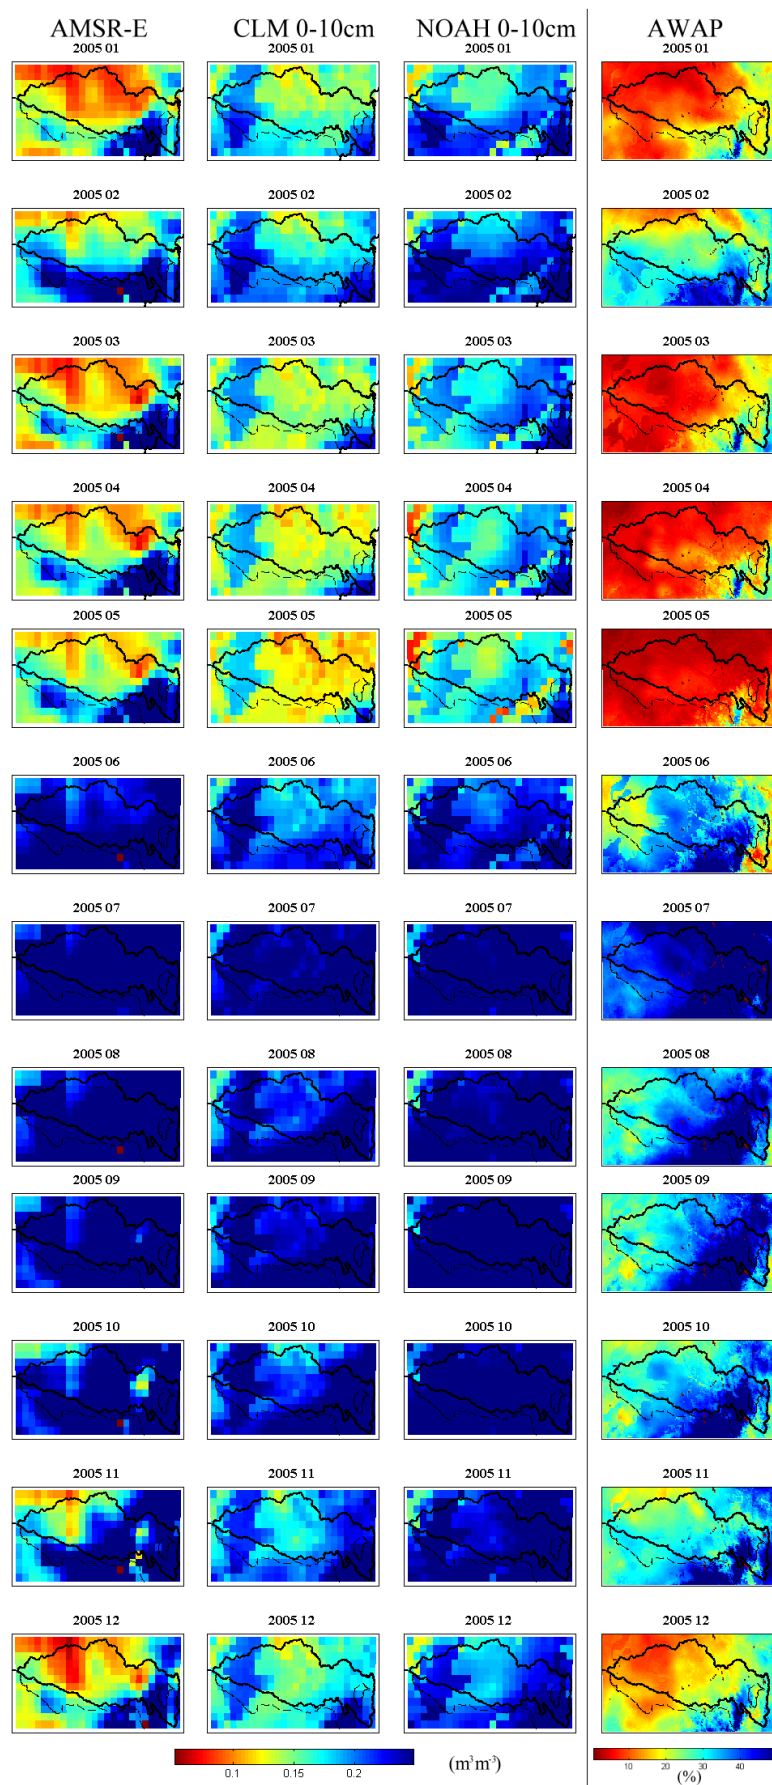 AMSR-E CLM 0-10cm NOAH 0-10cm AWAP
2005 01 2005 01 2005 01 2005 01
2005 02 2005 02 2005 02 2005 02
2005 03 2005 03 2005 03 2005 03
2005 04 2005 04 2005 04 2005 04
2005 05 2005 05 2005 05 2005 05
2005 06 2005 06 2005 06 2005 06
2005 07 2005 07 2005 07 2005 07
2005 08 2005 08 2005 08 2005 08
2005 09 2005 09 2005 09 2005 09
2005 10 2005 10 2005 10 2005 10
2005 11 2005 11 2005 11 2005 11
2005 12 2005 12 2005 12 2005 12
0.1 0.15 0.2 (m³m⁻³) 10 20 30 40
(%)